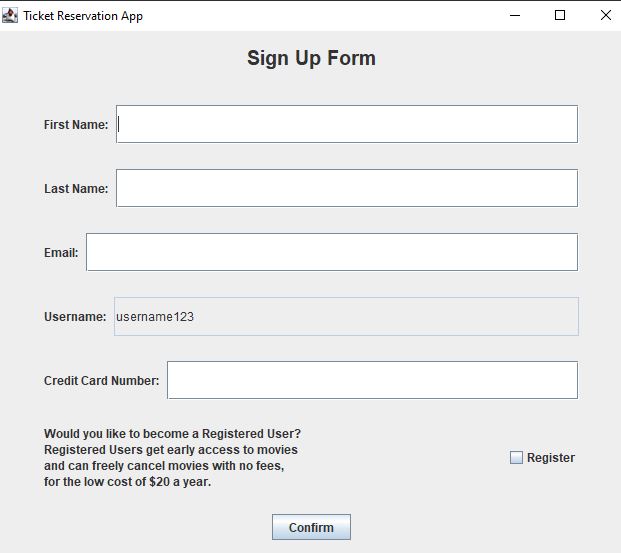 Ticket Reservation App
Sign Up Form
First Name:
Last Name:
Email:
Username: username123
Credit Card Number:
Would you like to become a Registered User?
Registered Users get early access to movies
and can freely cancel movies with no fees,
for the low cost of $20 a year.
Register
Confirm